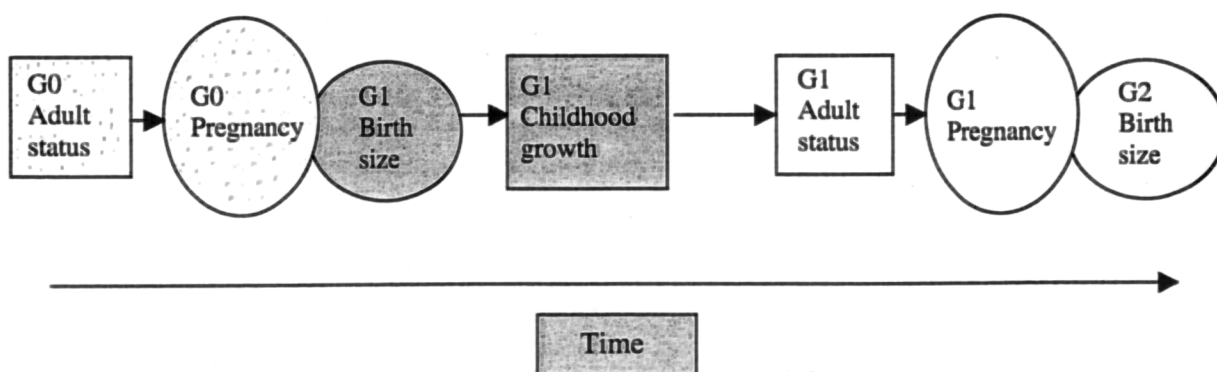 G0
Adult
status
G0
Pregnancy
G1
Birth
size
G1
Childhood
growth
G1
Adult
status
G1
Pregnancy
G2
Birth
size
Time